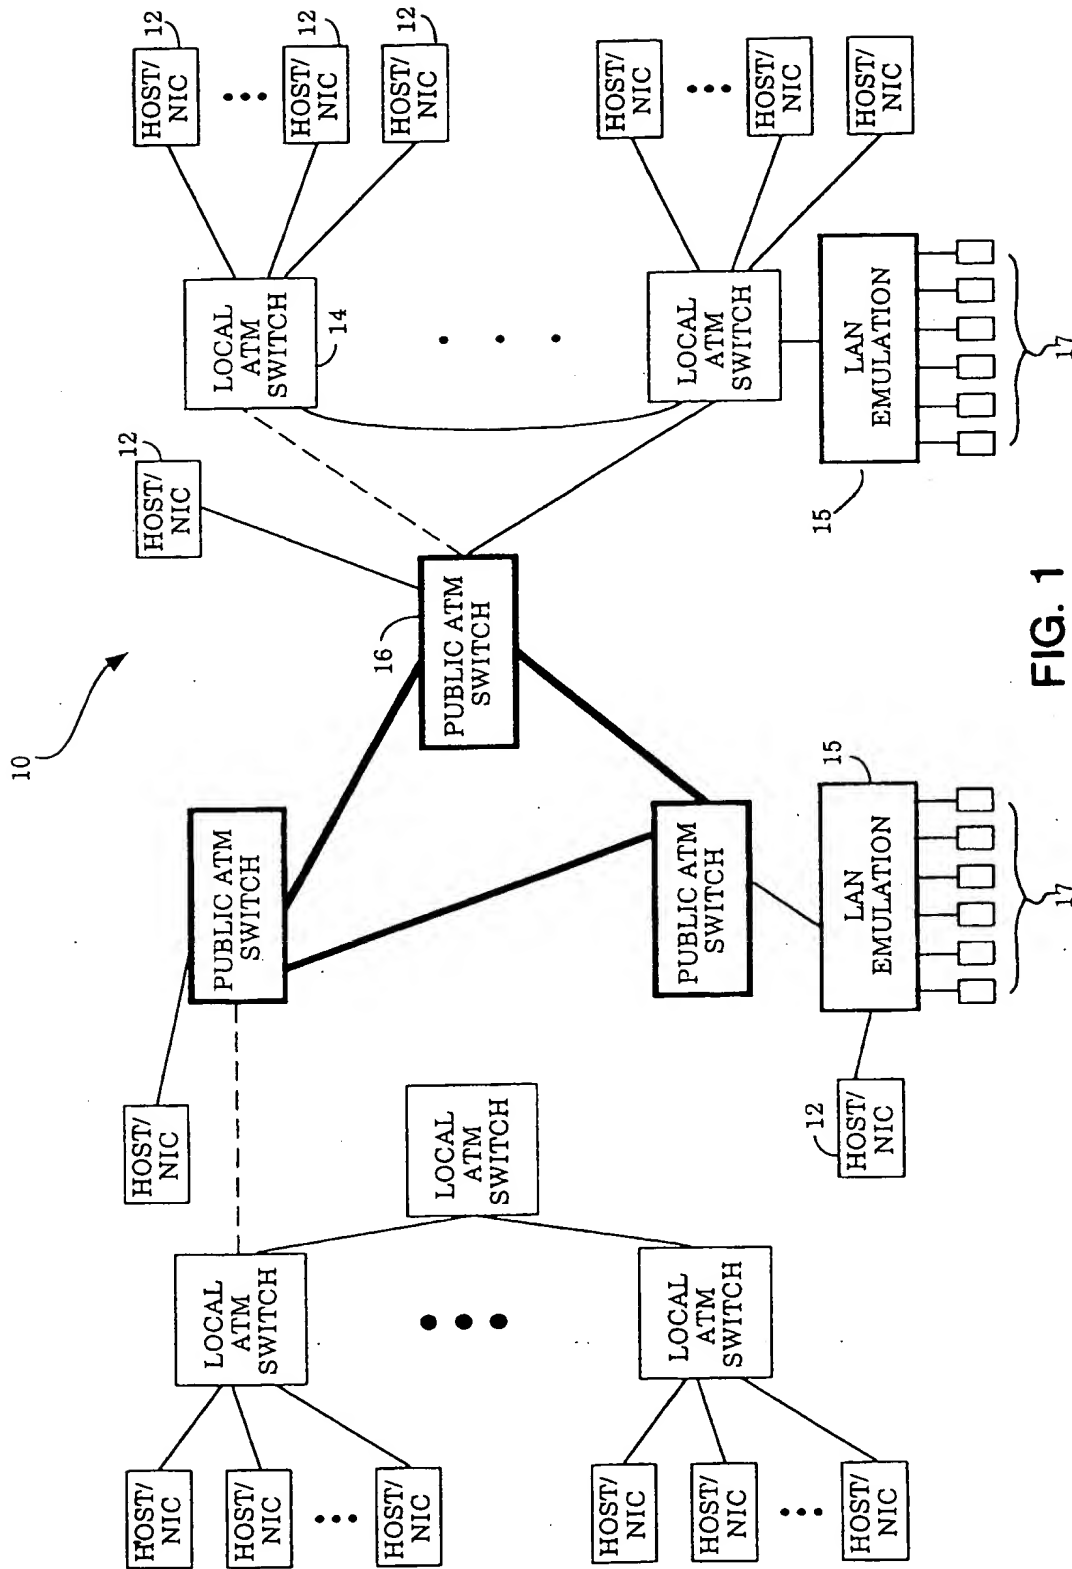 10
HOST/
NIC
HOST/
NIC
HOST/
NIC
LOCAL
ATM
SWITCH
HOST/
NIC
PUBLIC ATM
SWITCH
12
HOST/
NIC
LOCAL
ATM
SWITCH
14
12
HOST/
NIC
12
HOST/
NIC
12
HOST/
NIC
LOCAL
ATM
SWITCH
16
PUBLIC ATM
SWITCH
HOST/
NIC
HOST/
NIC
HOST/
NIC
LOCAL
ATM
SWITCH
PUBLIC ATM
SWITCH
LOCAL
ATM
SWITCH
HOST/
NIC
HOST/
NIC
HOST/
NIC
12
HOST/
NIC
15
LAN
EMULATION
17
15
LAN
EMULATION
17
FIG. 1